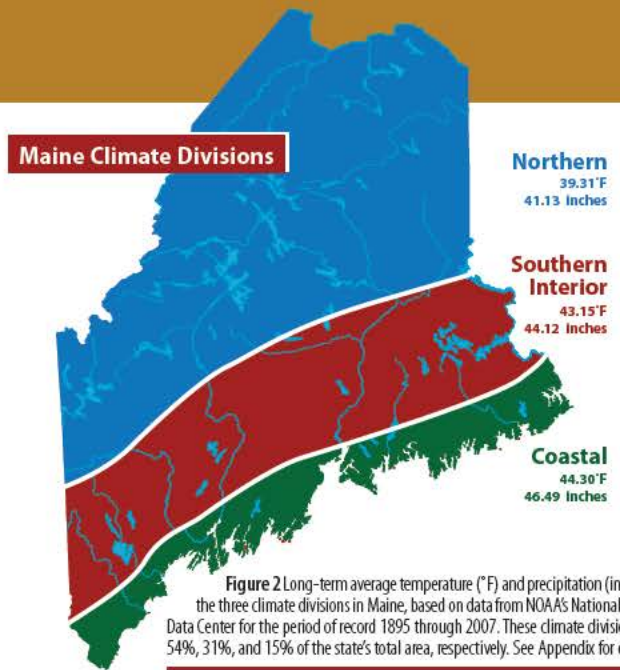 Maine Climate Divisions
Northern
39.31°F
41.13 inches
Southern
Interior
43.15°F
44.12 inches
Coastal
44.30°F
46.49 inches
Figure 2 Long-term average temperature (°F) and precipitation (in
the three climate divisions in Maine, based on data from NOAA's National
Data Center for the period of record 1895 through 2007. These climate divisi
54%, 31%, and 15% of the state's total area, respectively. See Appendix for